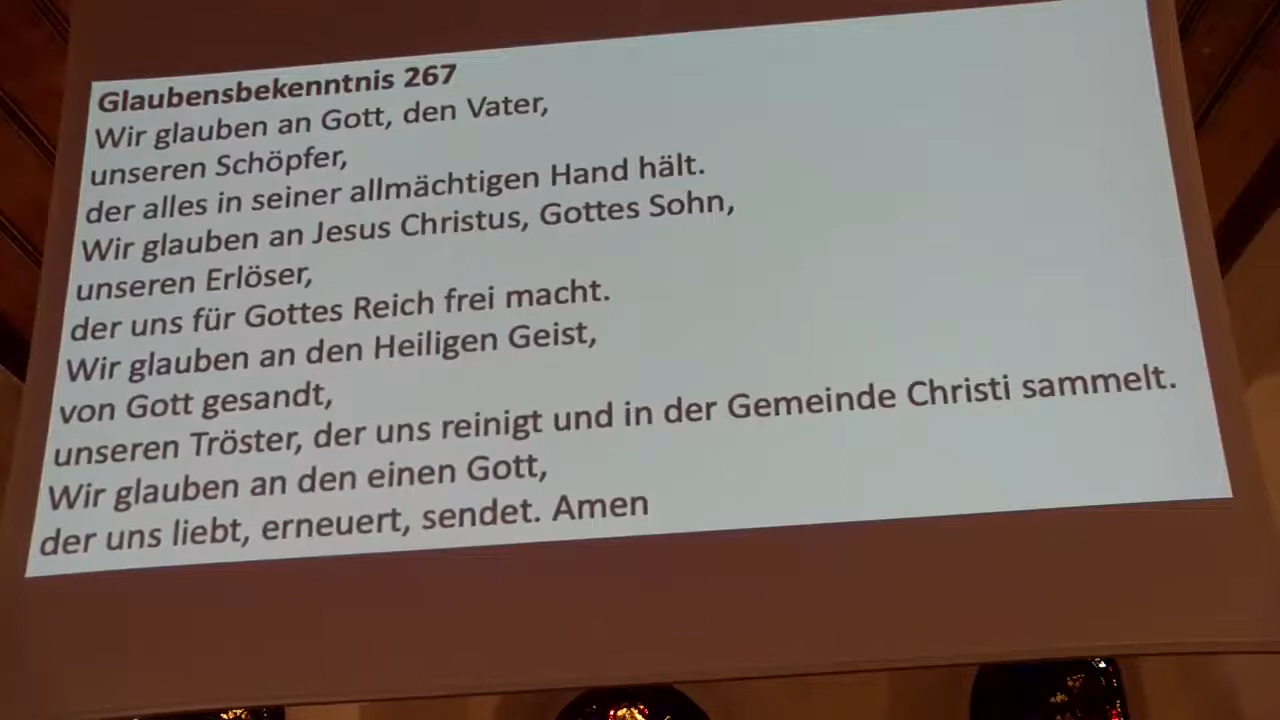 Glaubensbekenntnis 267
Wir glauben an Gott, den Vater,
unseren Schöpfer,
der alles in seiner allmächtigen Hand hält.
Wir glauben an Jesus Christus, Gottes Sohn,
unseren Erlöser,
der uns für Gottes Reich frei macht.
Wir glauben an den Heiligen Geist,
von Gott gesandt,
unseren Tröster, der uns reinigt und in der Gemeinde Christi sammelt.
Wir glauben an den einen Gott,
der uns liebt, erneuert, sendet. Amen